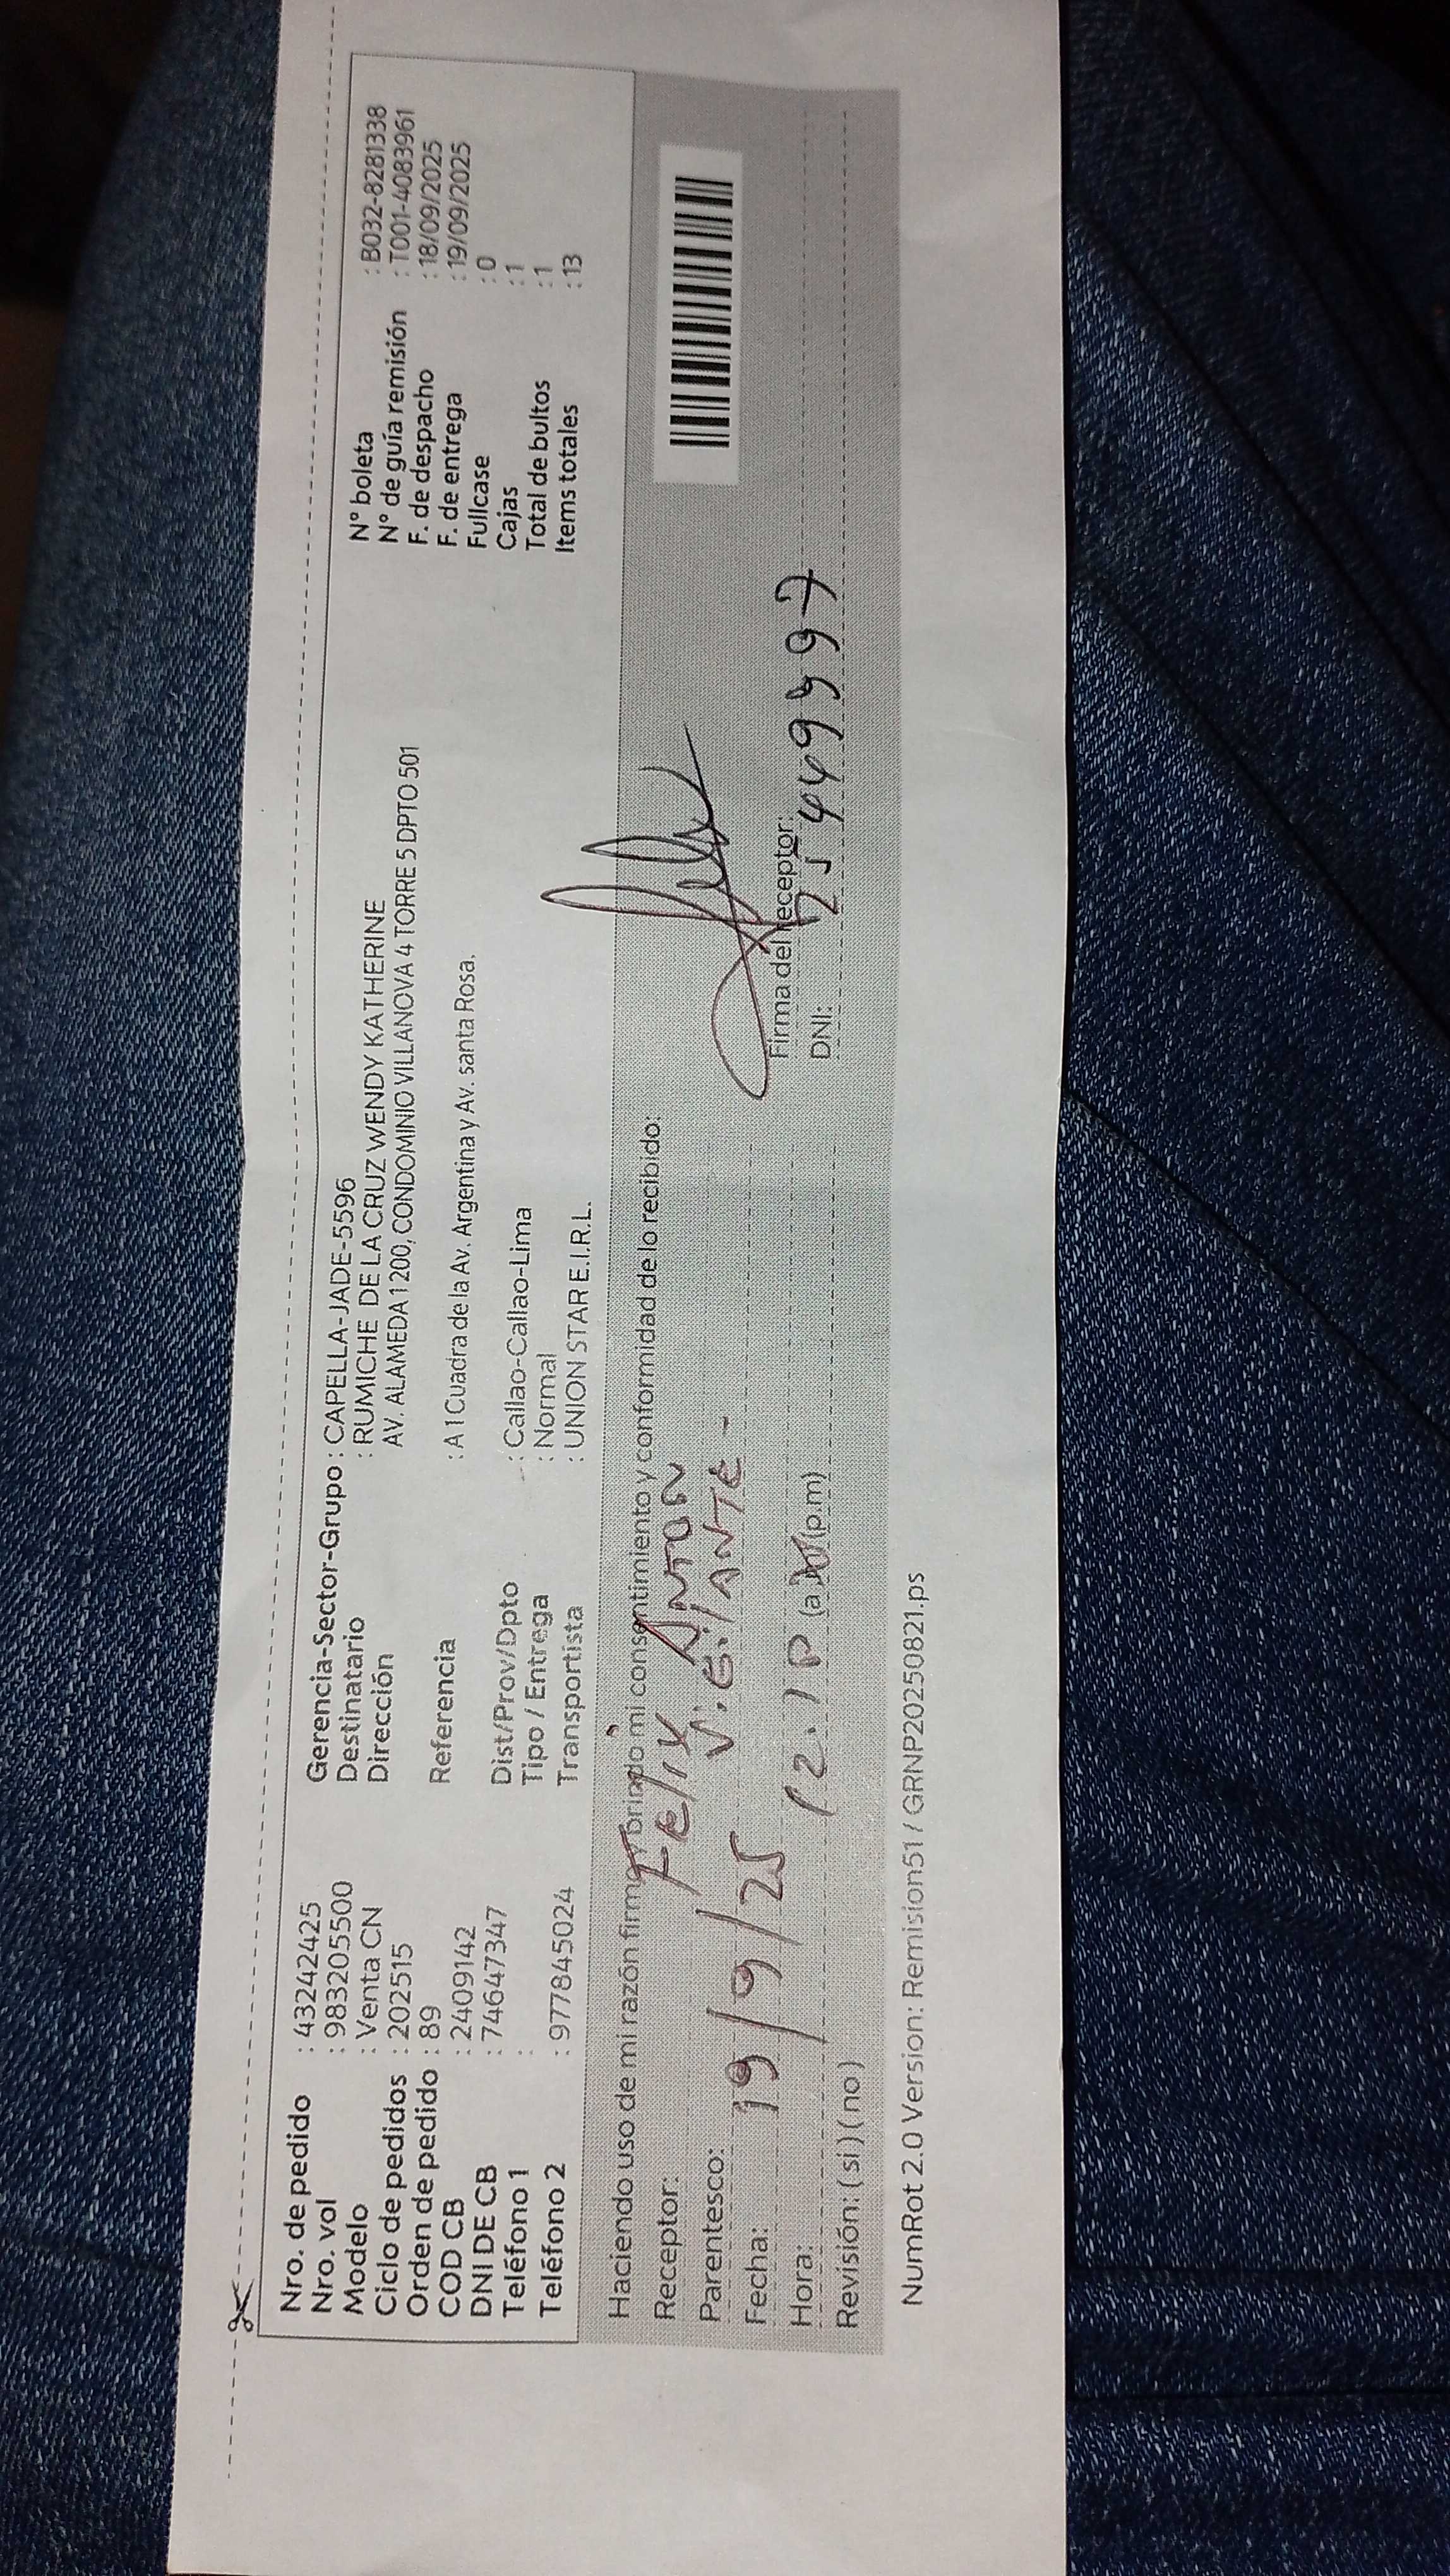 Nro. de pedido : 43242425
Nro. vol : 983205500
Modelo : Venta CN
Ciclo de pedidos : 202515
Orden de pedido : 89
COD CB : 2409142
DNI DE CB : 74647347
Teléfono 1 :
Teléfono 2 : 977845024
Gerencia-Sector-Grupo : CAPELLA-JADE-5596
Destinatario : RUMICHE DE LA CRUZ WENDY KATHERINE
Dirección AV. ALAMEDA 1200, CONDOMINIO VILLANOVA 4 TORRE 5 DPTO 501
Referencia : A 1 Cuadra de la Av. Argentina y Av. santa Rosa.
Dist/Prov/Dpto : Callao-Callao-Lima
Tipo / Entrega : Normal
Transportista : UNION STAR E.I.R.L.
N° boleta : B032-8281338
N° de guía remisión : T001-4083961
F. de despacho : 18/09/2025
F. de entrega : 19/09/2025
Fullcase : 0
Cajas : 1
Total de bultos : 1
Items totales : 13
Haciendo uso de mi razón firmo y brindo mi consentimiento y conformidad de lo recibido:
Receptor: Felix ANTON
Parentesco: ViGiLANTE -
Fecha: 19/9/25
Hora: (a.m) (p.m)
Revisión: (si) (no)
Firma del receptor:
DNI:
NumRot 2.0 Version: Remision51 / GRNP20250821.ps